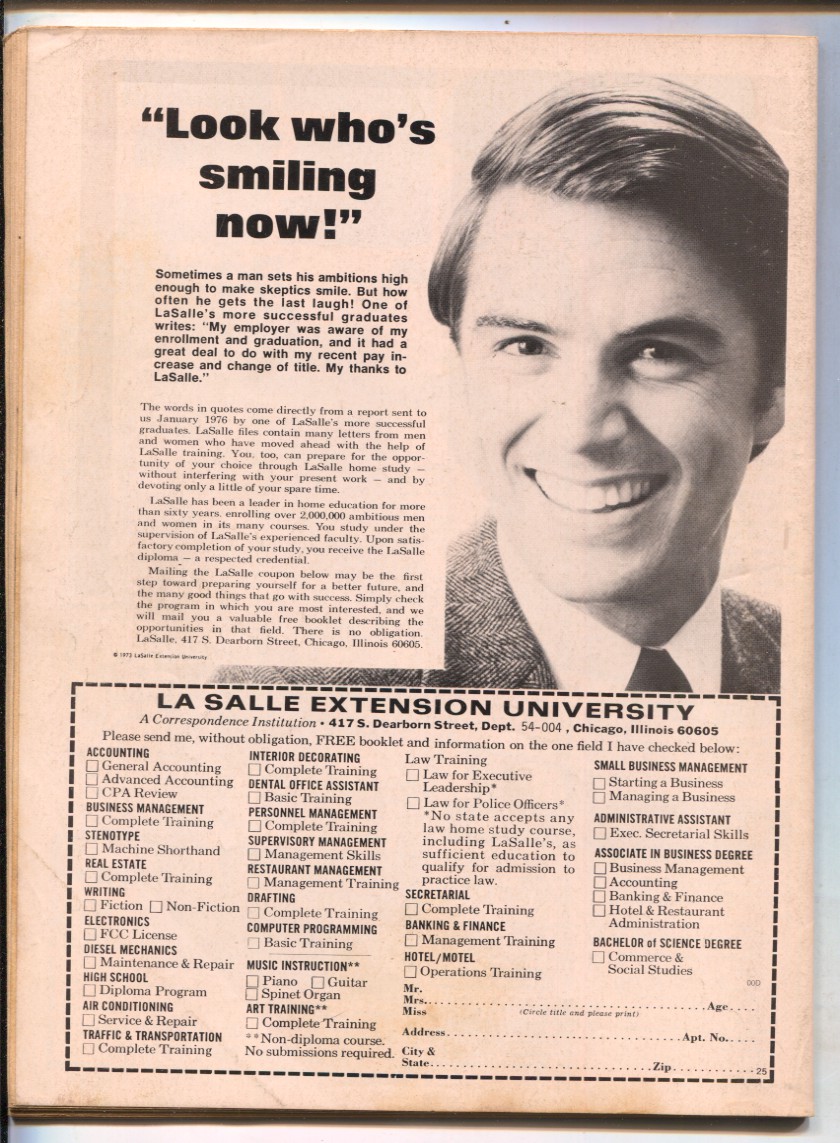 “Look who’s
smiling
now!”
Sometimes a man sets his ambitions high
enough to make skeptics smile. But how
often he gets the last laugh! One of
LaSalle's more successful graduates
writes: "My employer was aware of my
enrollment and graduation, and it had a
great deal to do with my recent pay in-
crease and change of title. My thanks to
LaSalle."
The words in quotes come directly from a report sent to
us January 1976 by one of LaSalle's more successful
graduates. LaSalle files contain many letters from men
and women who have moved ahead with the help of
LaSalle training. You, too, can prepare for the oppor-
tunity of your choice through LaSalle home study —
without interfering with your present work — and by
devoting only a little of your spare time.
LaSalle has been a leader in home education for more
than sixty years, enrolling over 2,000,000 ambitious men
and women in its many courses. You study under the
supervision of LaSalle's experienced faculty. Upon satis-
factory completion of your study, you receive the LaSalle
diploma — a respected credential.
Mailing the LaSalle coupon below may be the first
step toward preparing yourself for a better future, and
the many good things that go with success. Simply check
the program in which you are most interested, and we
will mail you a valuable free booklet describing the
opportunities in that field. There is no obligation.
LaSalle, 417 S. Dearborn Street, Chicago, Illinois 60605.
© 1973 LaSalle Extension University
LA SALLE EXTENSION UNIVERSITY
A Correspondence Institution • 417 S. Dearborn Street, Dept. 54-004, Chicago, Illinois 60605
Please send me, without obligation, FREE booklet and information on the one field I have checked below:
ACCOUNTING
General Accounting
Advanced Accounting
CPA Review
BUSINESS MANAGEMENT
Complete Training
STENOTYPE
Machine Shorthand
REAL ESTATE
Complete Training
WRITING
Fiction Non-Fiction
ELECTRONICS
FCC License
DIESEL MECHANICS
Maintenance & Repair
HIGH SCHOOL
Diploma Program
AIR CONDITIONING
Service & Repair
TRAFFIC & TRANSPORTATION
Complete Training
INTERIOR DECORATING
Complete Training
DENTAL OFFICE ASSISTANT
Basic Training
PERSONNEL MANAGEMENT
Complete Training
SUPERVISORY MANAGEMENT
Management Skills
RESTAURANT MANAGEMENT
Management Training
DRAFTING
Complete Training
COMPUTER PROGRAMMING
Basic Training
MUSIC INSTRUCTION**
Piano Guitar
Spinet Organ
ART TRAINING**
Complete Training
**Non-diploma course.
No submissions required.
Law Training
Law for Executive
Leadership*
Law for Police Officers*
*No state accepts any
law home study course,
including LaSalle's, as
sufficient education to
qualify for admission to
practice law.
SECRETARIAL
Complete Training
BANKING & FINANCE
Management Training
HOTEL/MOTEL
Operations Training
SMALL BUSINESS MANAGEMENT
Starting a Business
Managing a Business
ADMINISTRATIVE ASSISTANT
Exec. Secretarial Skills
ASSOCIATE IN BUSINESS DEGREE
Business Management
Accounting
Banking & Finance
Hotel & Restaurant
Administration
BACHELOR of SCIENCE DEGREE
Commerce &
Social Studies
00D
Mr.
Mrs. Age
Miss (Circle title and please print)
Address Apt. No.
City &
State Zip 25